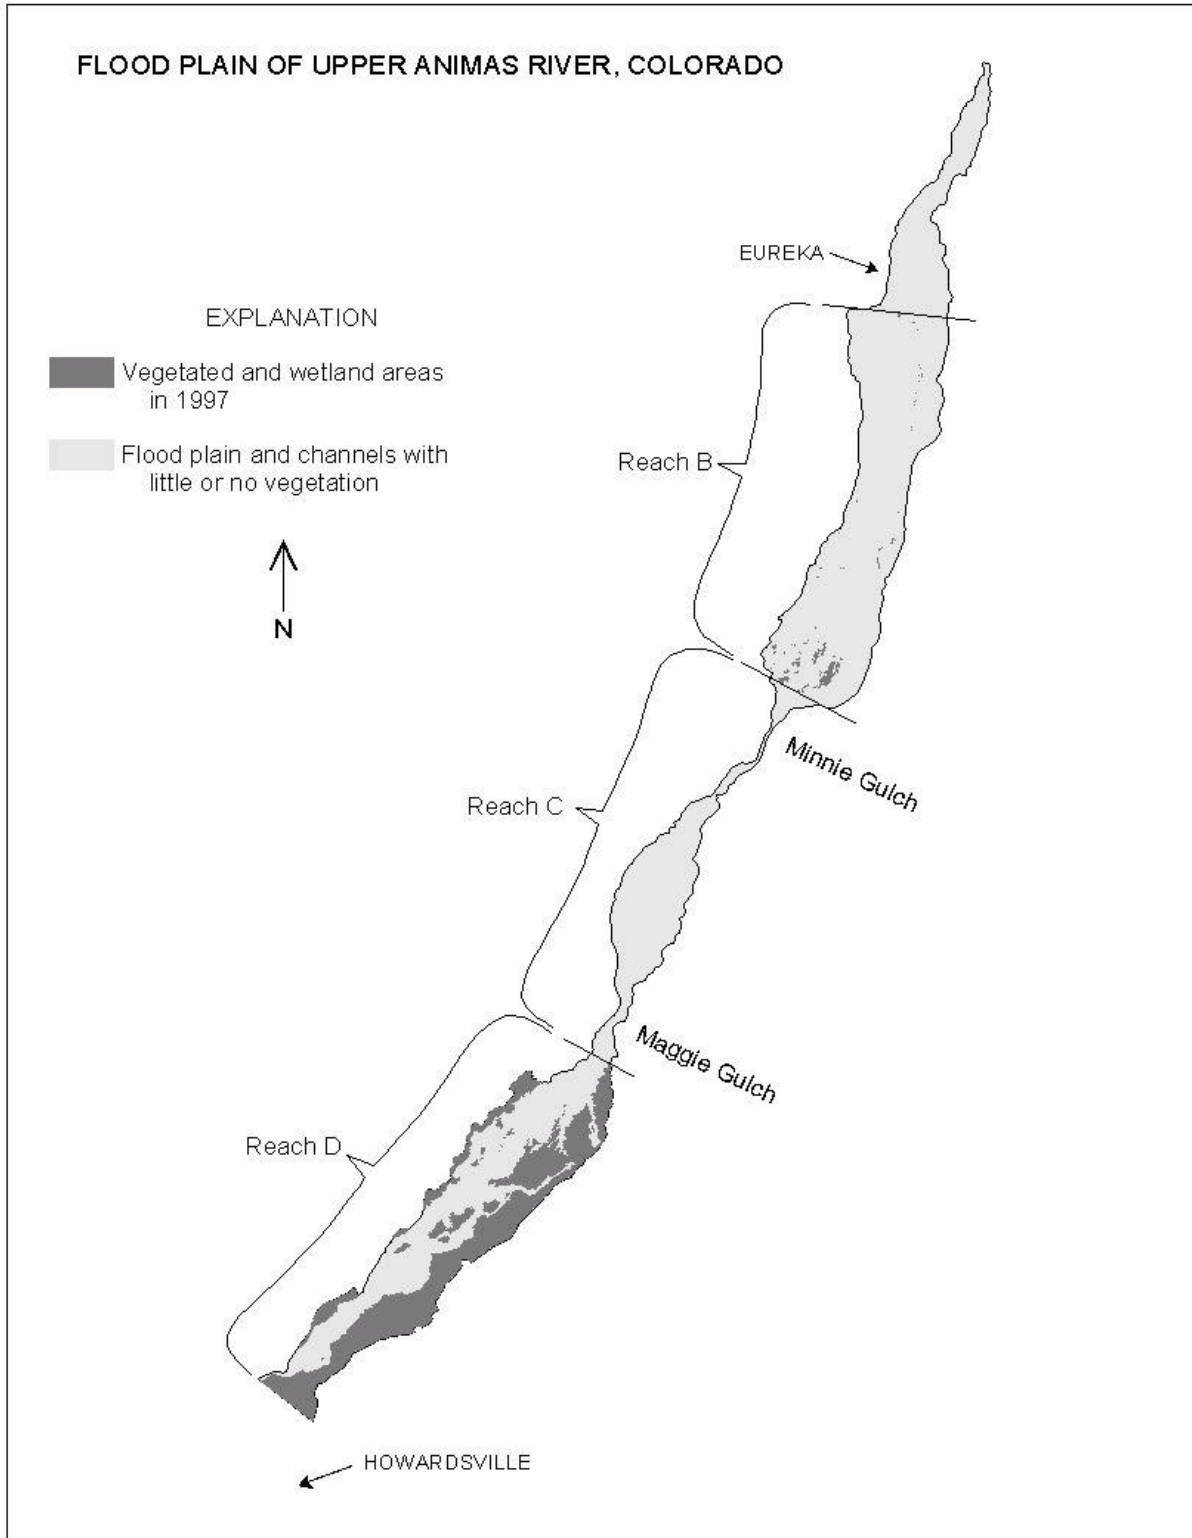 FLOOD PLAIN OF UPPER ANIMAS RIVER, COLORADO
EUREKA
EXPLANATION
Vegetated and wetland areas
in 1997
Flood plain and channels with
little or no vegetation
N
Reach B
Minnie Gulch
Reach C
Maggie Gulch
Reach D
HOWARDSVILLE